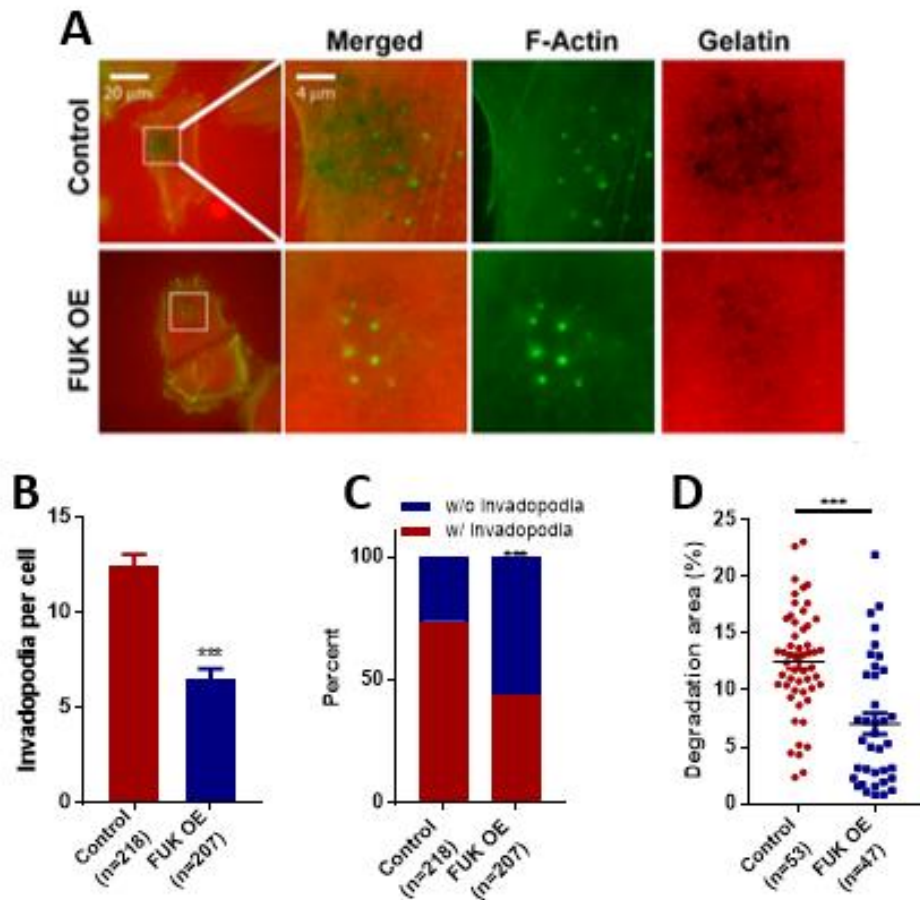 A
Merged F-Actin Gelatin
Control
20 μm
4 μm
FUK OE
B
Invadopodia per cell
15
10
5
0
***
Control
(n=218)
FUK OE
(n=207)
C
w/o invadopodia
w/ invadopodia
Percent
100
50
0
***
Control
(n=218)
FUK OE
(n=207)
D
Degradation area (%)
25
20
15
10
5
0
***
Control
(n=53)
FUK OE
(n=47)